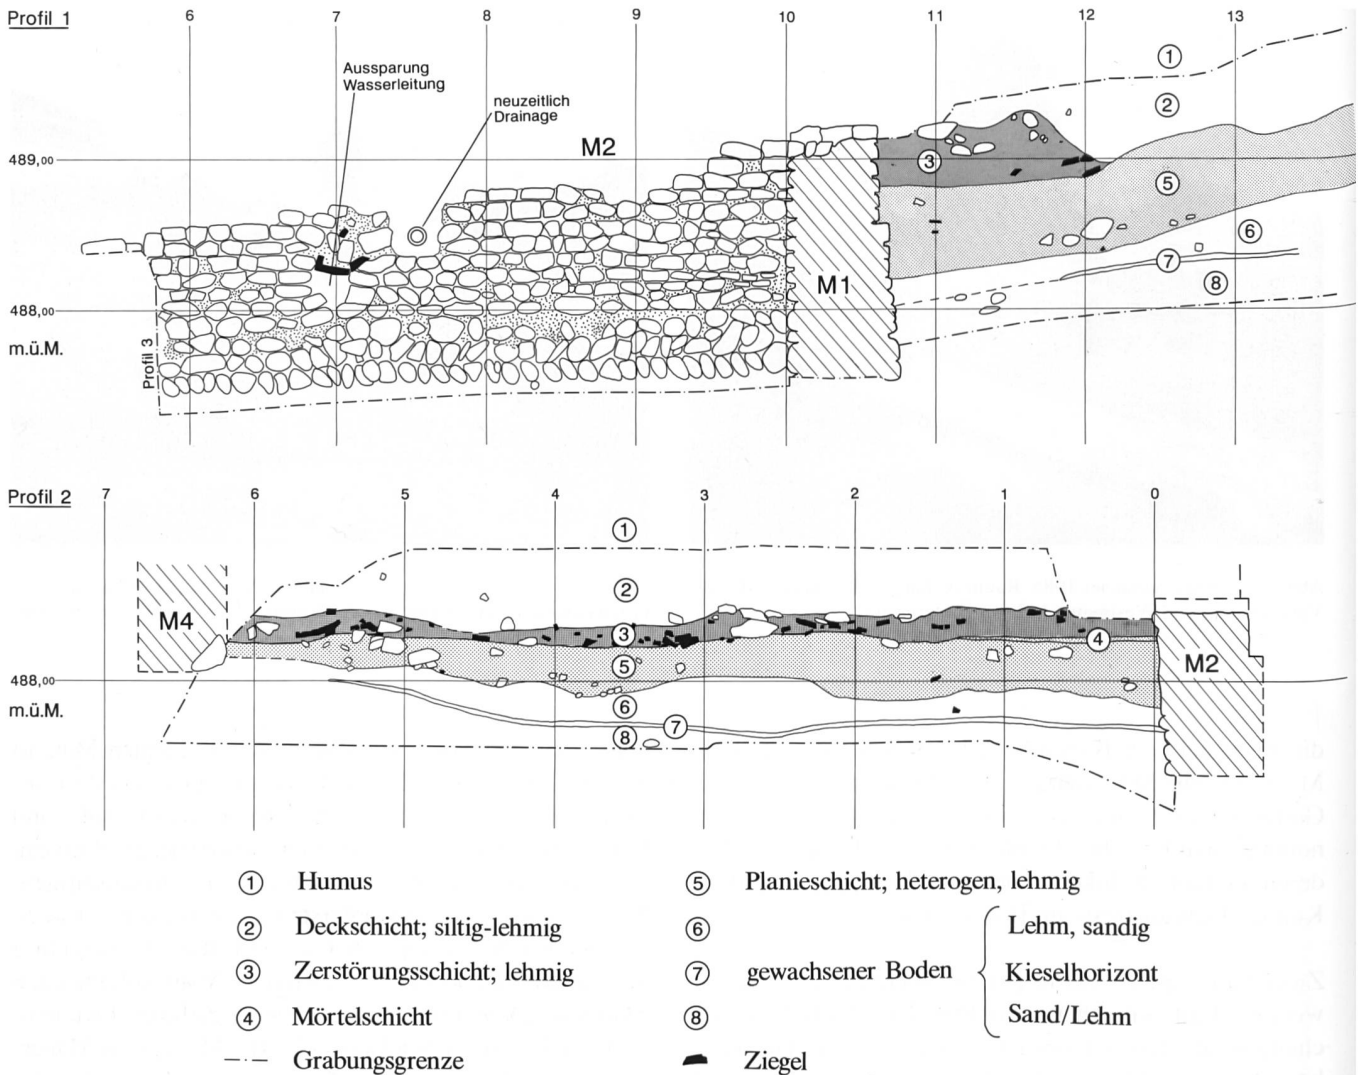 Profil 1
6 7 8 9 10 11 12 13
Aussparung
Wasserleitung
neuzeitlich
Drainage
M2
1
2
489,00
3
5
6
7
M1
8
488,00
m.ü.M.
Profil 3
Profil 2
7 6 5 4 3 2 1 0
1
2
M4
3
4
5
M2
488,00
6
m.ü.M.
7
8
1 Humus
2 Deckschicht; siltig-lehmig
3 Zerstörungsschicht; lehmig
4 Mörtelschicht
Grabungsgrenze
5 Planieschicht; heterogen, lehmig
6 Lehm, sandig
7 gewachsener Boden Kieselhorizont
8 Sand/Lehm
Ziegel